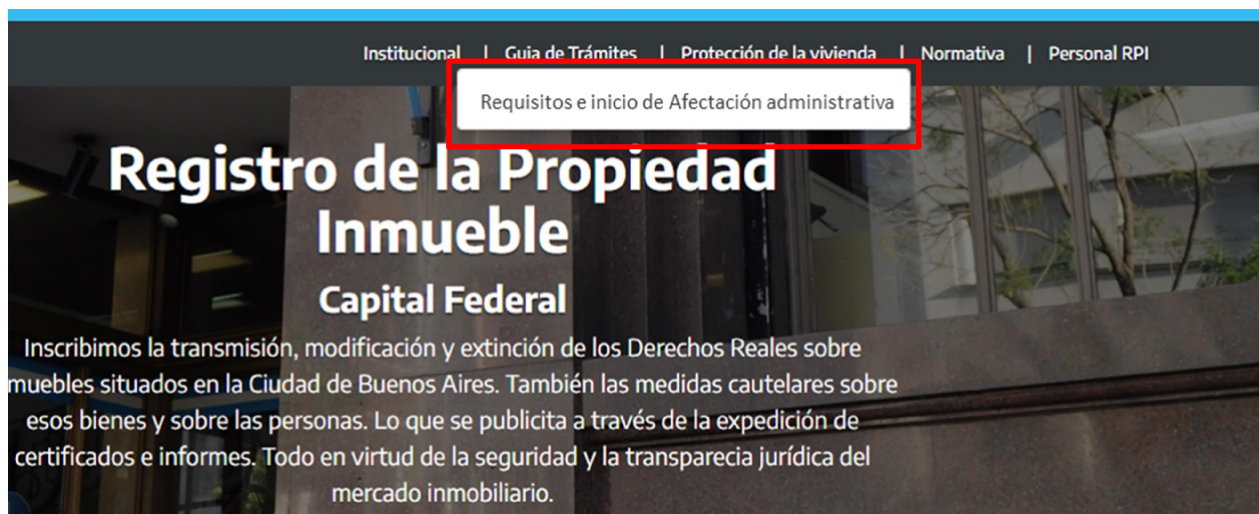 Institucional | Guia de Trámites | Protección de la vivienda | Normativa | Personal RPI
Requisitos e inicio de Afectación administrativa
Registro de la Propiedad
Inmueble
Capital Federal
Inscribimos la transmisión, modificación y extinción de los Derechos Reales sobre
muebles situados en la Ciudad de Buenos Aires. También las medidas cautelares sobre
esos bienes y sobre las personas. Lo que se publicita a través de la expedición de
certificados e informes. Todo en virtud de la seguridad y la transparecia jurídica del
mercado inmobiliario.